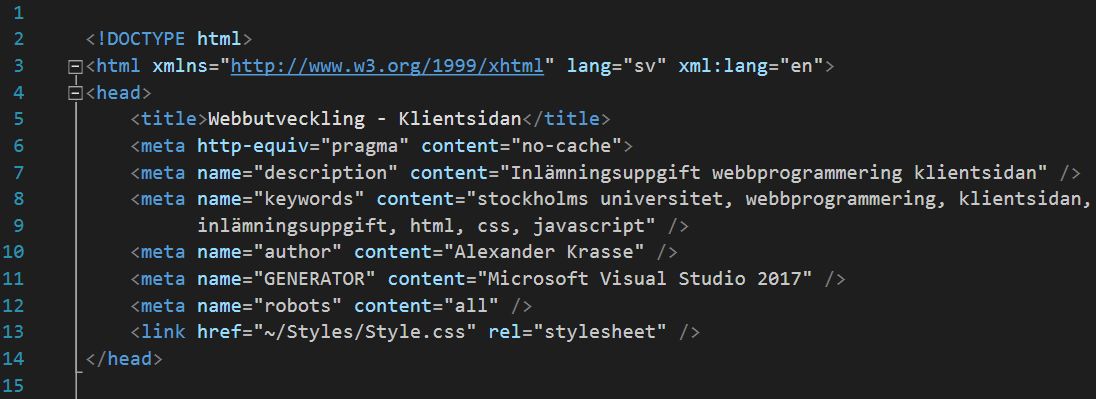 1
2 <!DOCTYPE html>
3 <html xmlns="http://www.w3.org/1999/xhtml" lang="sv" xml:lang="en">
4 <head>
5 <title>Webbutveckling - Klientsidan</title>
6 <meta http-equiv="pragma" content="no-cache">
7 <meta name="description" content="Inlämningsuppgift webbprogrammering klientsidan" />
8 <meta name="keywords" content="stockholms universitet, webbprogrammering, klientsidan,
9 inlämningsuppgift, html, css, javascript" />
10 <meta name="author" content="Alexander Krasse" />
11 <meta name="GENERATOR" content="Microsoft Visual Studio 2017" />
12 <meta name="robots" content="all" />
13 <link href="~/Styles/Style.css" rel="stylesheet" />
14 </head>
15